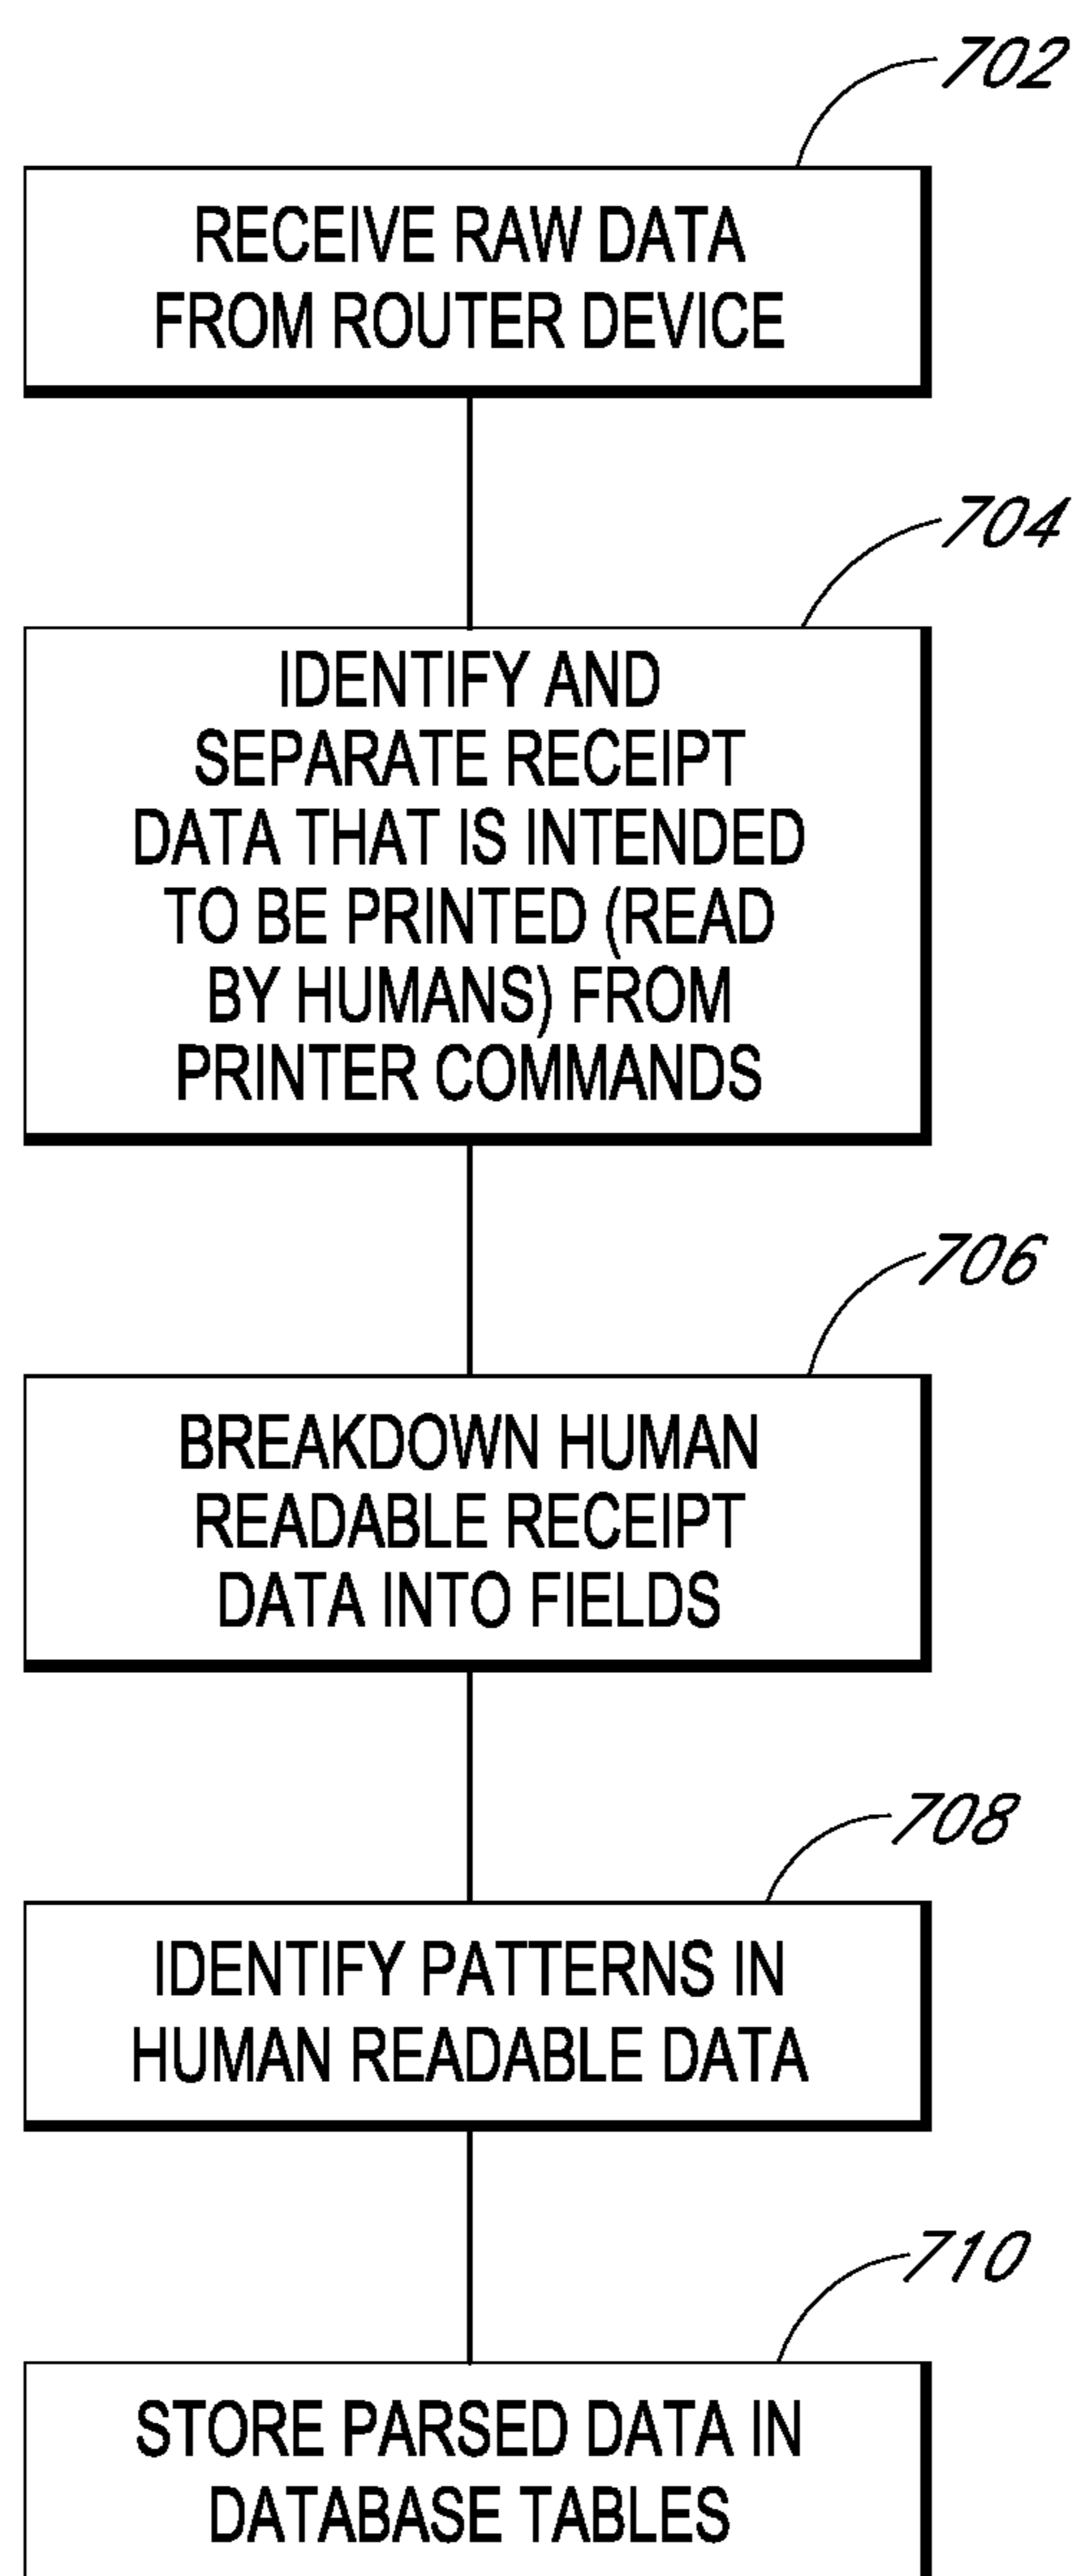 702
RECEIVE RAW DATA
FROM ROUTER DEVICE
704
IDENTIFY AND
SEPARATE RECEIPT
DATA THAT IS INTENDED
TO BE PRINTED (READ
BY HUMANS) FROM
PRINTER COMMANDS
706
BREAKDOWN HUMAN
READABLE RECEIPT
DATA INTO FIELDS
708
IDENTIFY PATTERNS IN
HUMAN READABLE DATA
710
STORE PARSED DATA IN
DATABASE TABLES